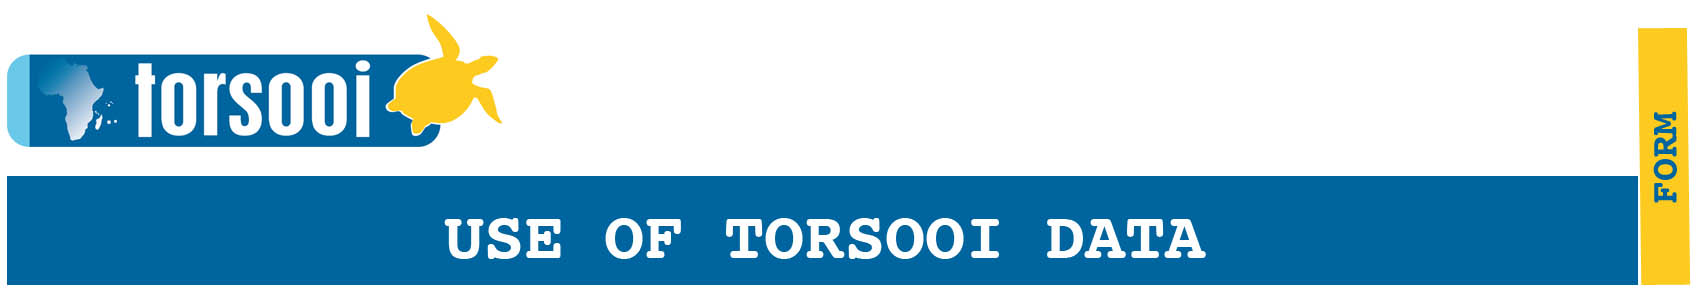 torsooi
FORM
USE OF TORSOOI DATA